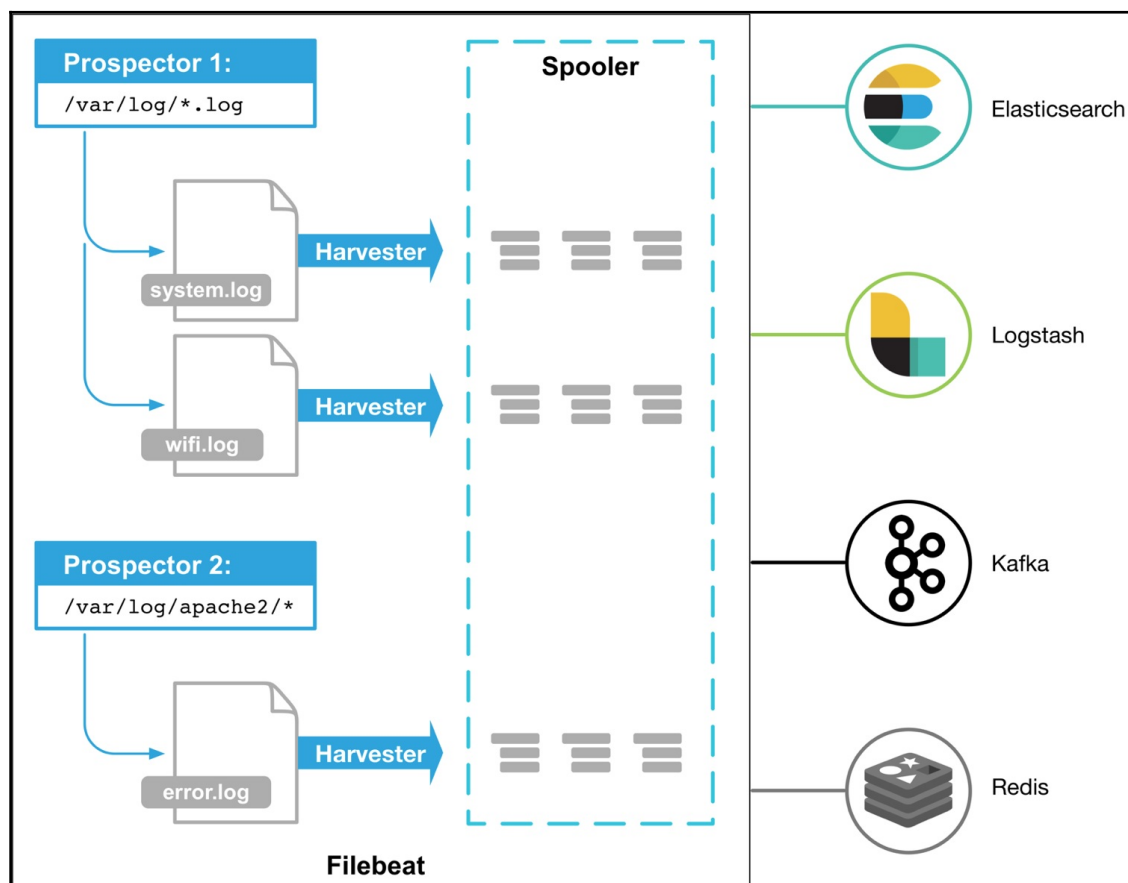 Prospector 1:
/var/log/*.log
system.log
Harvester
wifi.log
Harvester
Prospector 2:
/var/log/apache2/*
error.log
Harvester
Spooler
Filebeat
Elasticsearch
Logstash
Kafka
Redis